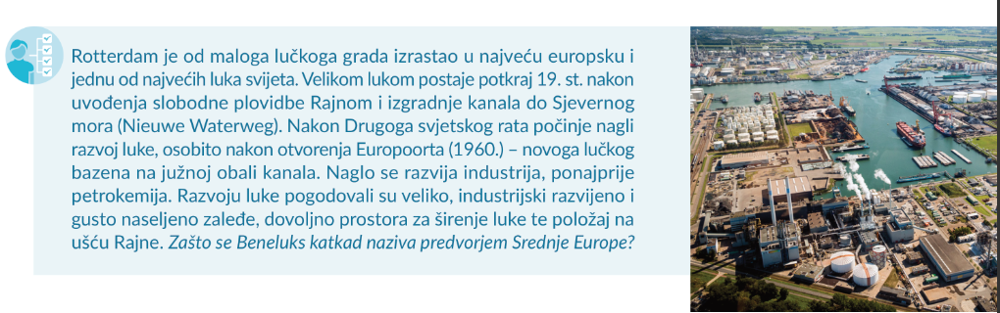 Rotterdam je od maloga lučkoga grada izrastao u najveću europsku i
jednu od najvećih luka svijeta. Velikom lukom postaje potkraj 19. st. nakon
uvođenja slobodne plovidbe Rajnom i izgradnje kanala do Sjevernog
mora (Nieuwe Waterweg). Nakon Drugoga svjetskog rata počinje nagli
razvoj luke, osobito nakon otvorenja Europoorta (1960.) – novoga lučkog
bazena na južnoj obali kanala. Naglo se razvija industrija, ponajprije
petrokemija. Razvoju luke pogodovali su veliko, industrijski razvijeno i
gusto naseljeno zaleđe, dovoljno prostora za širenje luke te položaj na
ušću Rajne. Zašto se Beneluks katkad naziva predvorjem Srednje Europe?